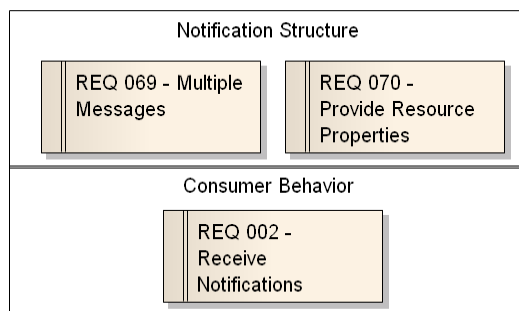 Notification Structure
REQ 069 - Multiple
Messages
REQ 070 -
Provide Resource
Properties
Consumer Behavior
REQ 002 -
Receive
Notifications